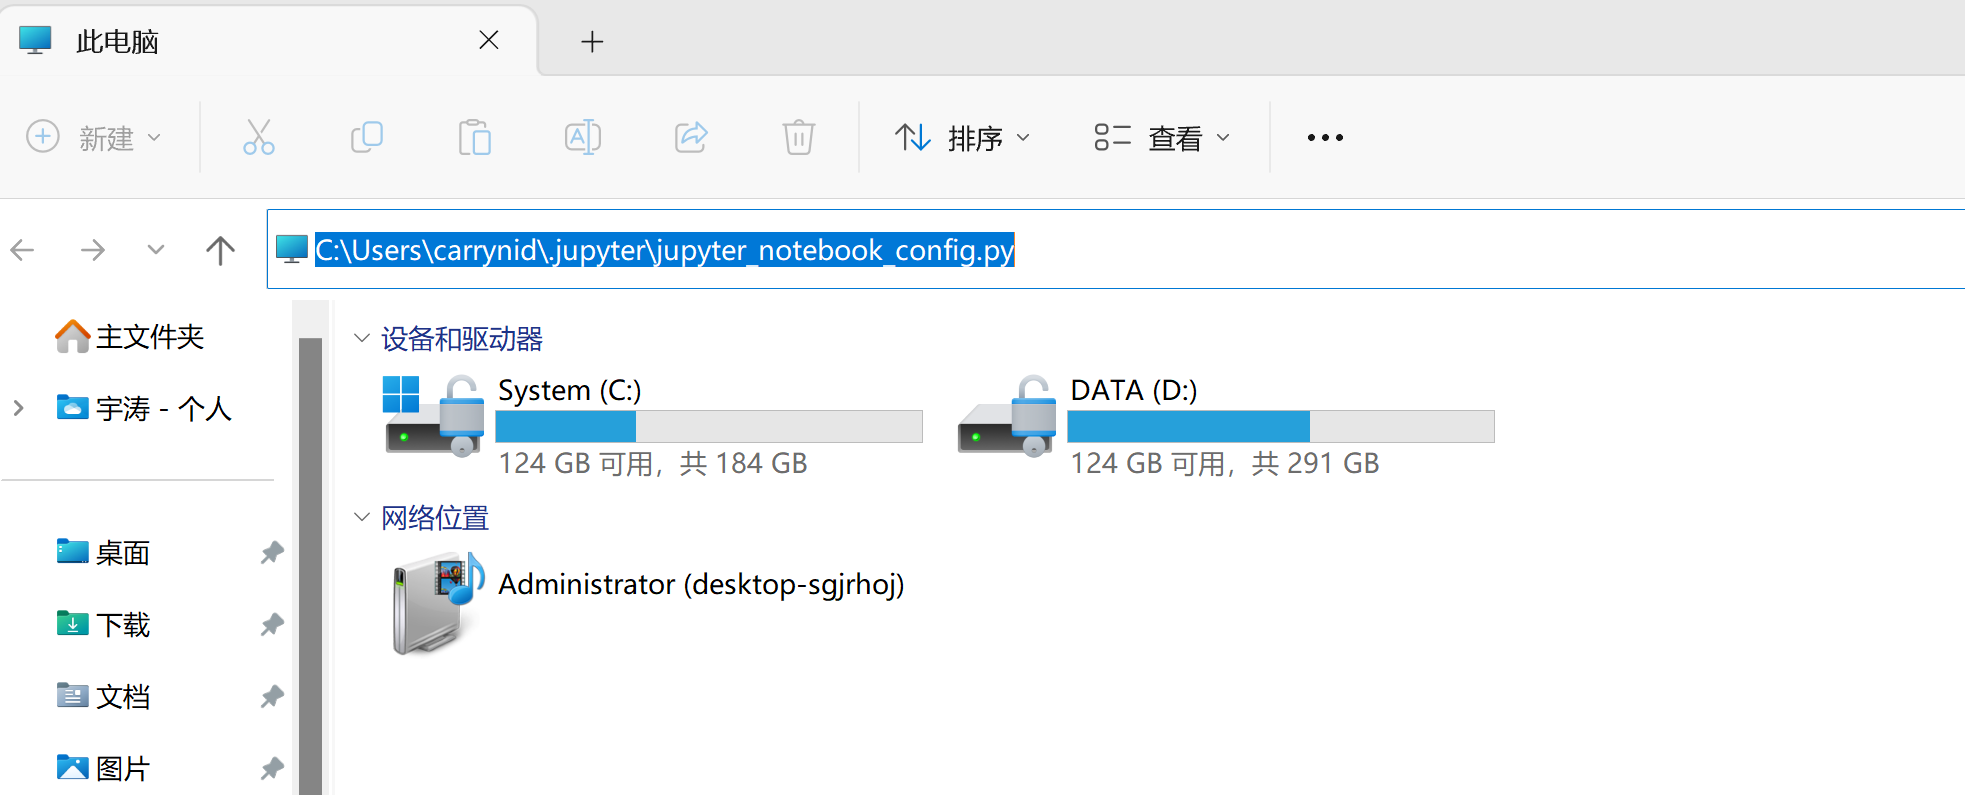 此电脑
新建
排序
查看
C:\Users\carrynid\.jupyter\jupyter_notebook_config.py
主文件夹
宇涛 - 个人
桌面
下载
文档
图片
设备和驱动器
System (C:)
124 GB 可用，共 184 GB
DATA (D:)
124 GB 可用，共 291 GB
网络位置
Administrator (desktop-sgjrhoj)